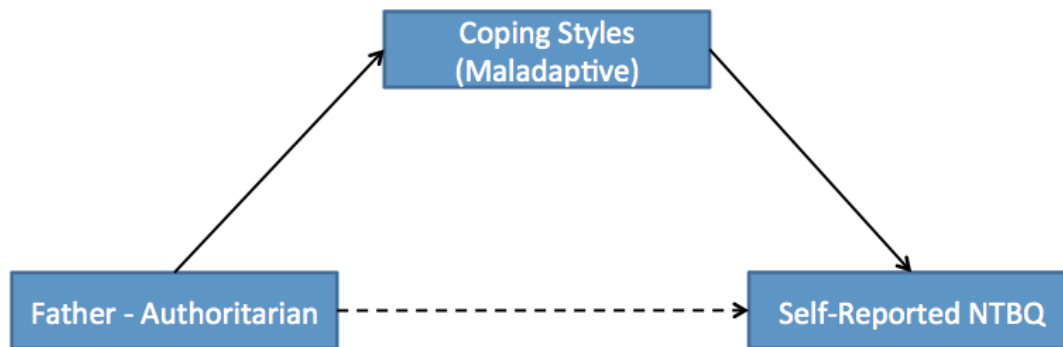 Coping Styles
(Maladaptive)
Father - Authoritarian
Self-Reported NTBQ